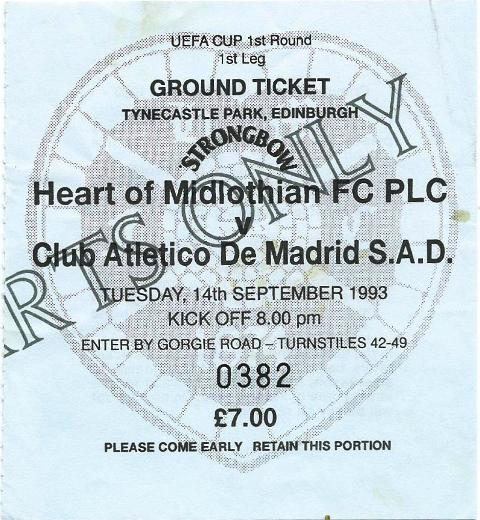 UEFA CUP 1st Round
1st Leg
GROUND TICKET
TYNECASTLE PARK, EDINBURGH
STRONGBOW
Heart of Midlothian FC PLC
v
Club Atletico De Madrid S.A.D.
TUESDAY, 14th SEPTEMBER 1993
KICK OFF 8.00 pm
ENTER BY GORGIE ROAD – TURNSTILES 42-49
0382
£7.00
PLEASE COME EARLY RETAIN THIS PORTION
ARTS ONLY